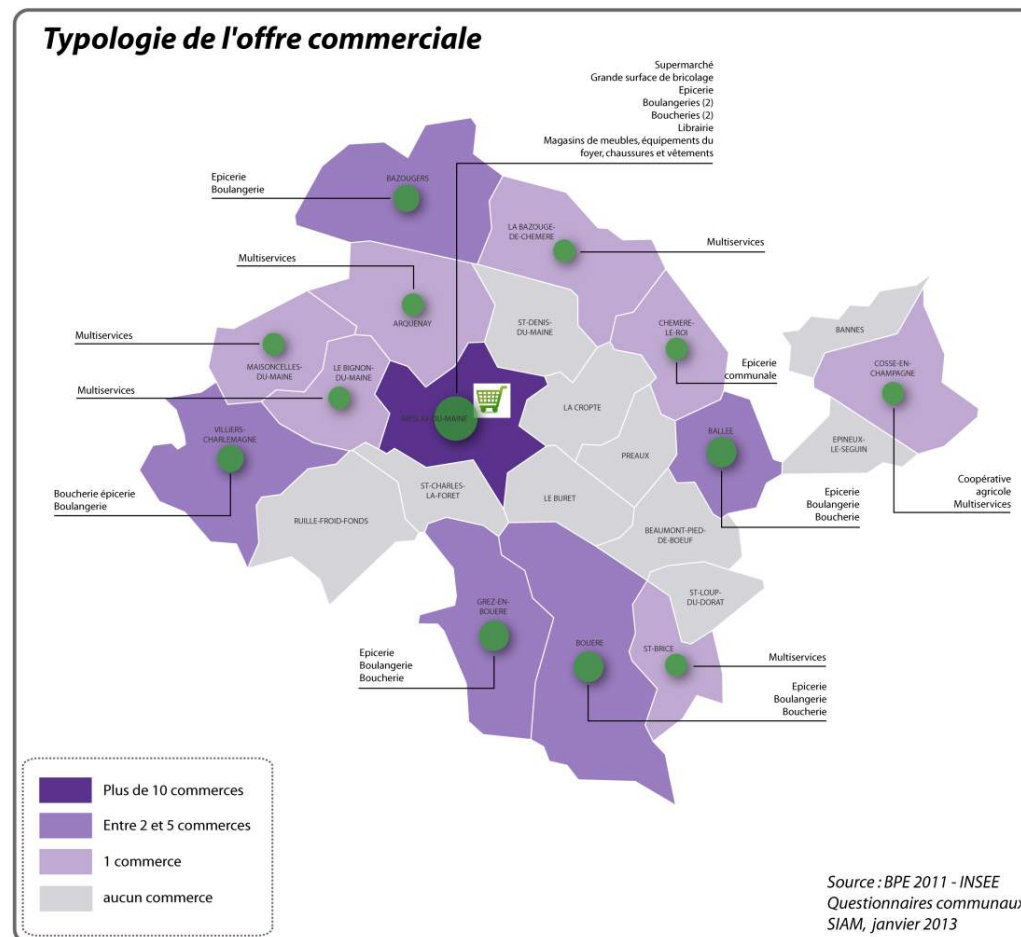 Typologie de l'offre commerciale
Supermarché
Grande surface de bricolage
Epicerie
Boulangeries (2)
Boucheries (2)
Librairie
Magasins de meubles, équipements du
foyer, chaussures et vêtements
BAZOUGERS
Epicerie
Boulangerie
LA BAZOUGE-
DE-CHEMERE
Multiservices
Multiservices
ARQUENAY
ST-DENIS-
DU-MAINE
CHEMERE-
LE-ROI
BANNES
Multiservices
MAISONCELLES-
DU-MAINE
LE BIGNON-
DU-MAINE
Epicerie
communale
COSSE-EN-
CHAMPAGNE
Multiservices
MESLAY-DU-MAINE
LA CROPTE
VILLIERS-
CHARLEMAGNE
PREAUX
BALLEE
EPINEUX-
LE-SEGUIN
Boucherie épicerie
Boulangerie
ST-CHARLES-
LA-FORET
LE BURET
RUILLE-FROID-FONDS
Epicerie
Boulangerie
Boucherie
Coopérative
agricole
Multiservices
BEAUMONT-PIED-
DE-BOEUF
ST-LOUP-
DU-DORAT
GREZ-EN-
BOUERE
BOUERE
ST-BRICE
Epicerie
Boulangerie
Boucherie
Multiservices
Epicerie
Boulangerie
Boucherie
Plus de 10 commerces
Entre 2 et 5 commerces
1 commerce
aucun commerce
Source : BPE 2011 - INSEE
Questionnaires communaux
SIAM, janvier 2013